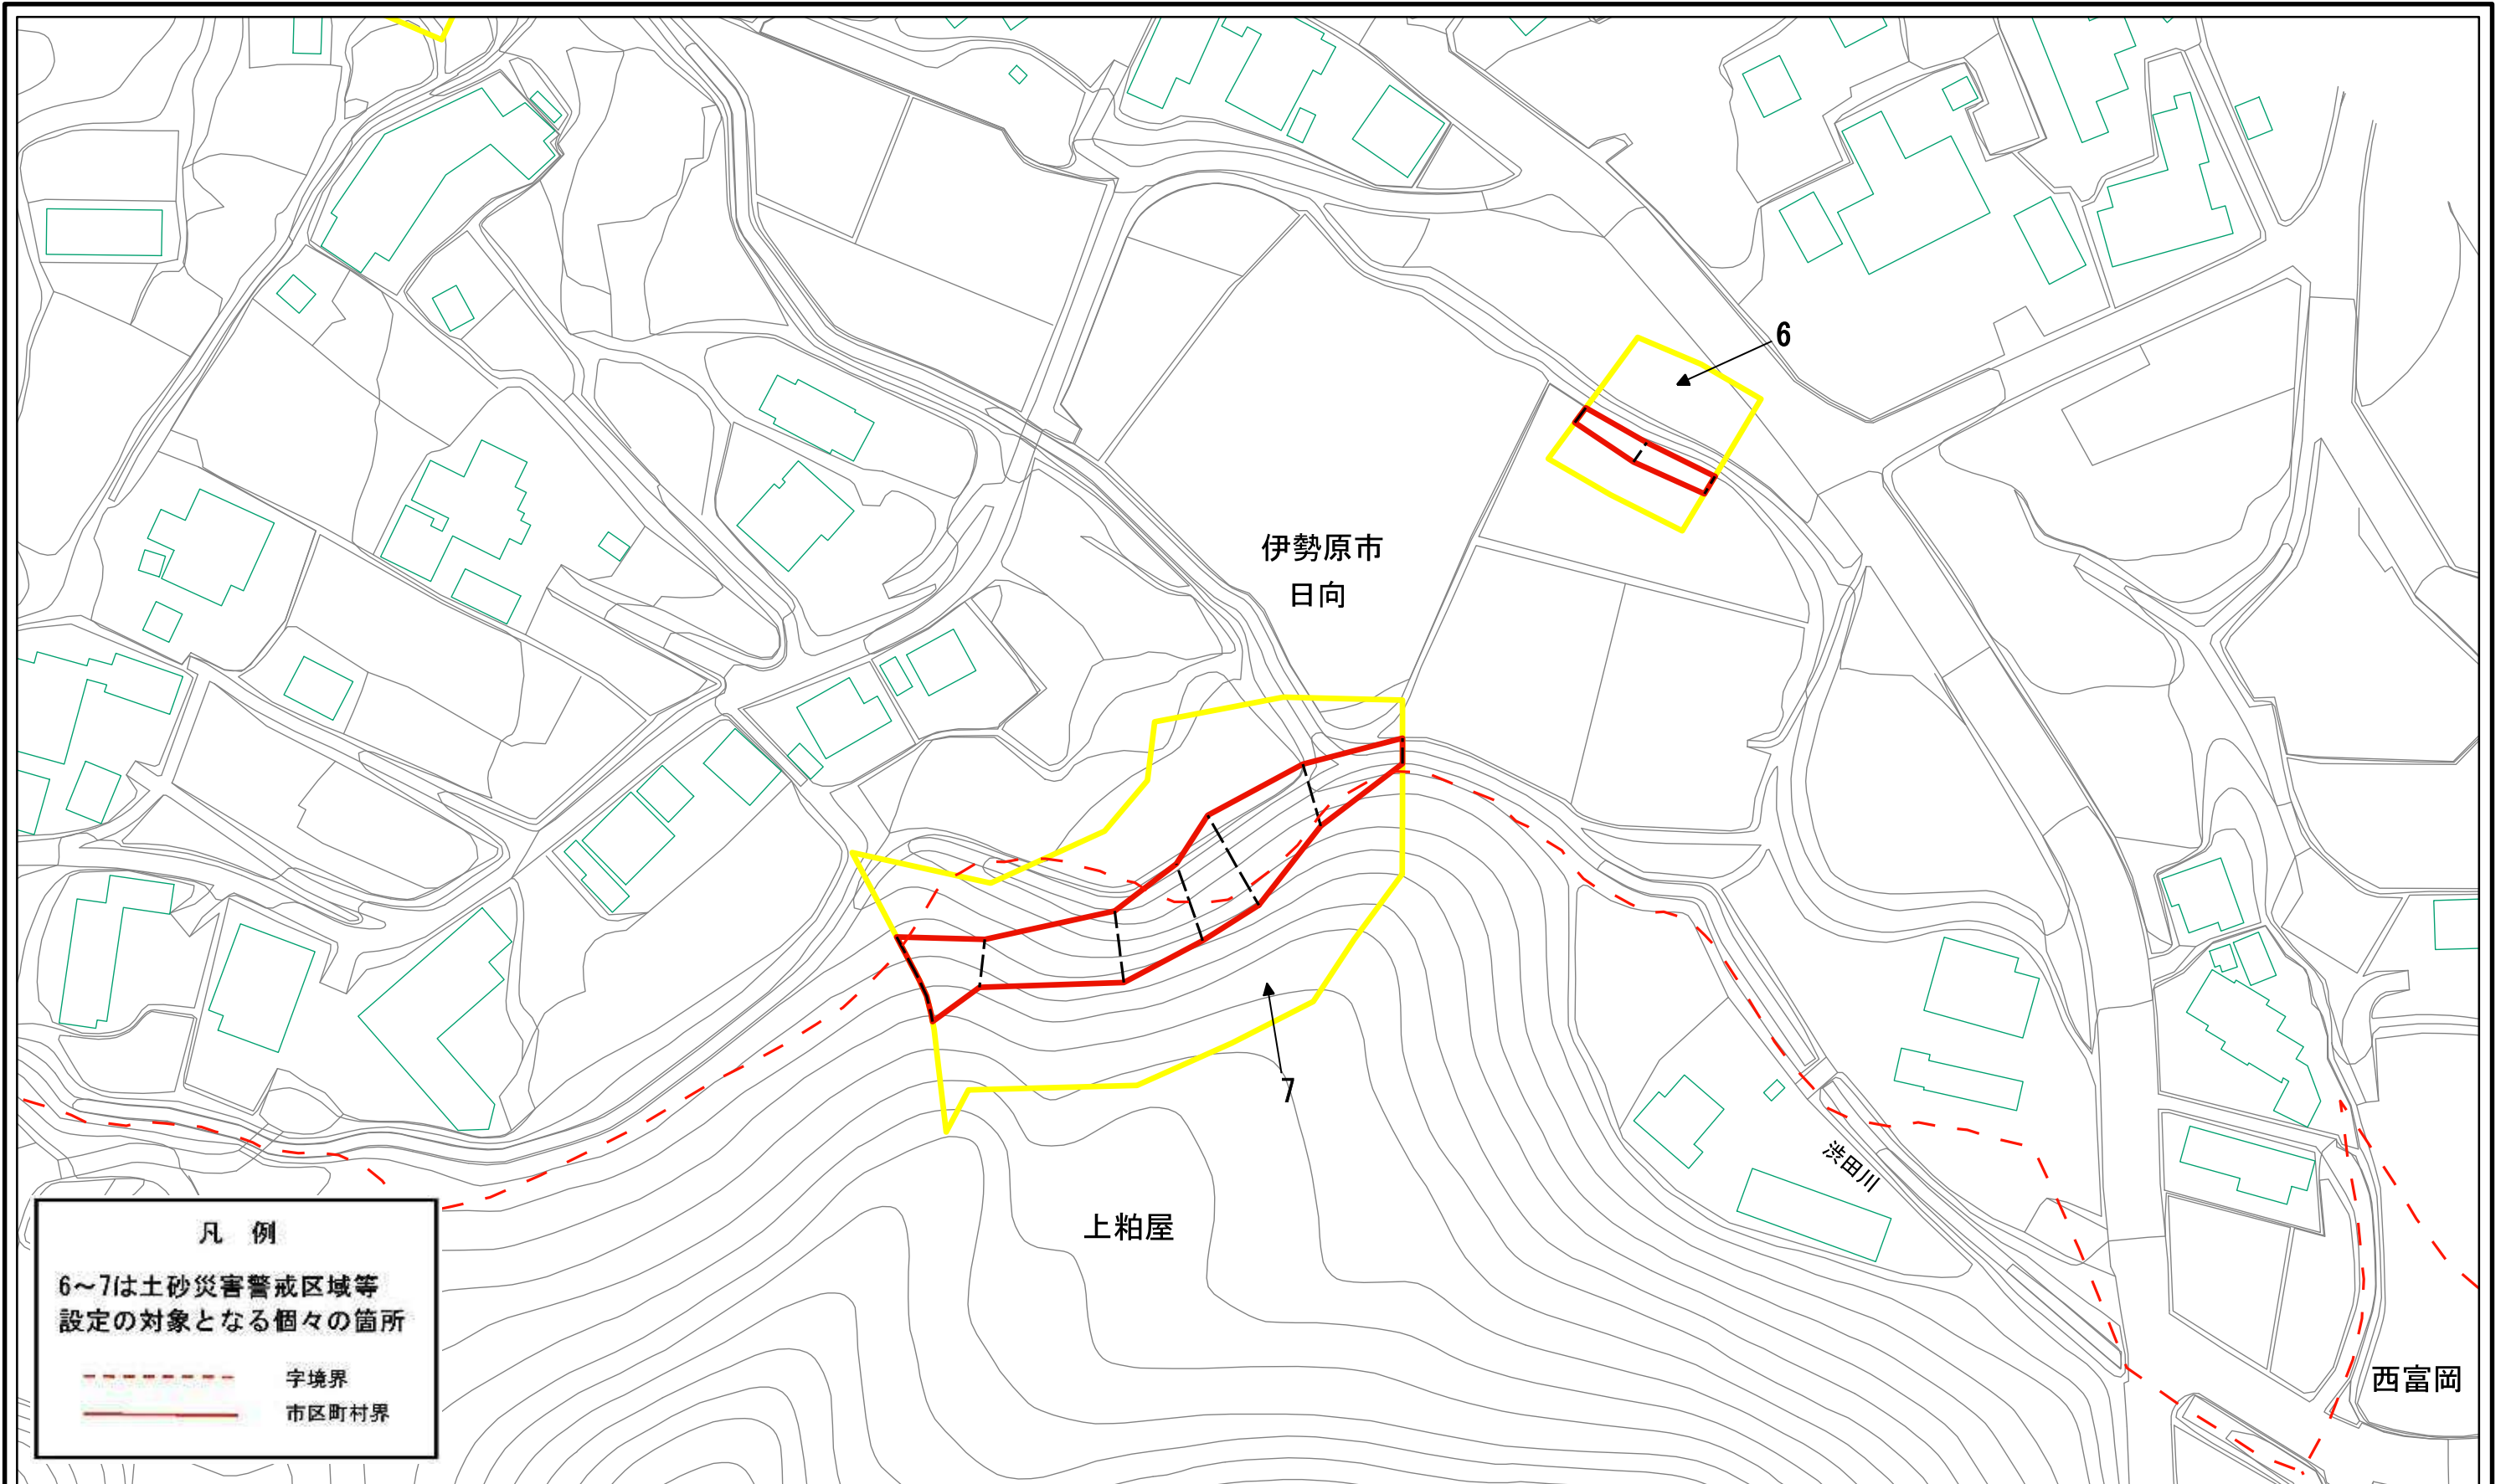 6
伊勢原市
日向
7
渋田川
上粕屋
西富岡
凡 例
6~7は土砂災害警戒区域等
設定の対象となる個々の箇所
字境界
市区町村界